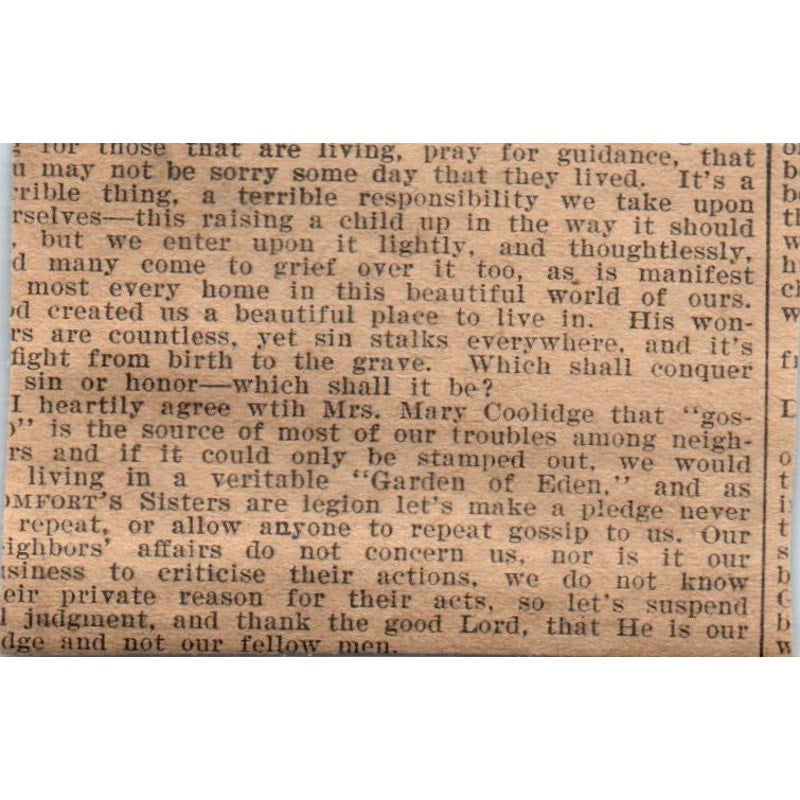 for those that are living, pray for guidance, that
u may not be sorry some day that they lived. It's a
rrible thing, a terrible responsibility we take upon
rselves—this raising a child up in the way it should
, but we enter upon it lightly, and thoughtlessly,
d many come to grief over it too, as is manifest
most every home in this beautiful world of ours.
od created us a beautiful place to live in. His won-
rs are countless, yet sin stalks everywhere, and it's
fight from birth to the grave. Which shall conquer
sin or honor—which shall it be?
I heartily agree wtih Mrs. Mary Coolidge that "gos-
p" is the source of most of our troubles among neigh-
rs and if it could only be stamped out, we would
living in a veritable "Garden of Eden," and as
OMFORT'S Sisters are legion let's make a pledge never
repeat, or allow anyone to repeat gossip to us. Our
eighbors' affairs do not concern us, nor is it our
usiness to criticise their actions, we do not know
eir private reason for their acts, so let's suspend
l judgment, and thank the good Lord, that He is our
dge and not our fellow men.